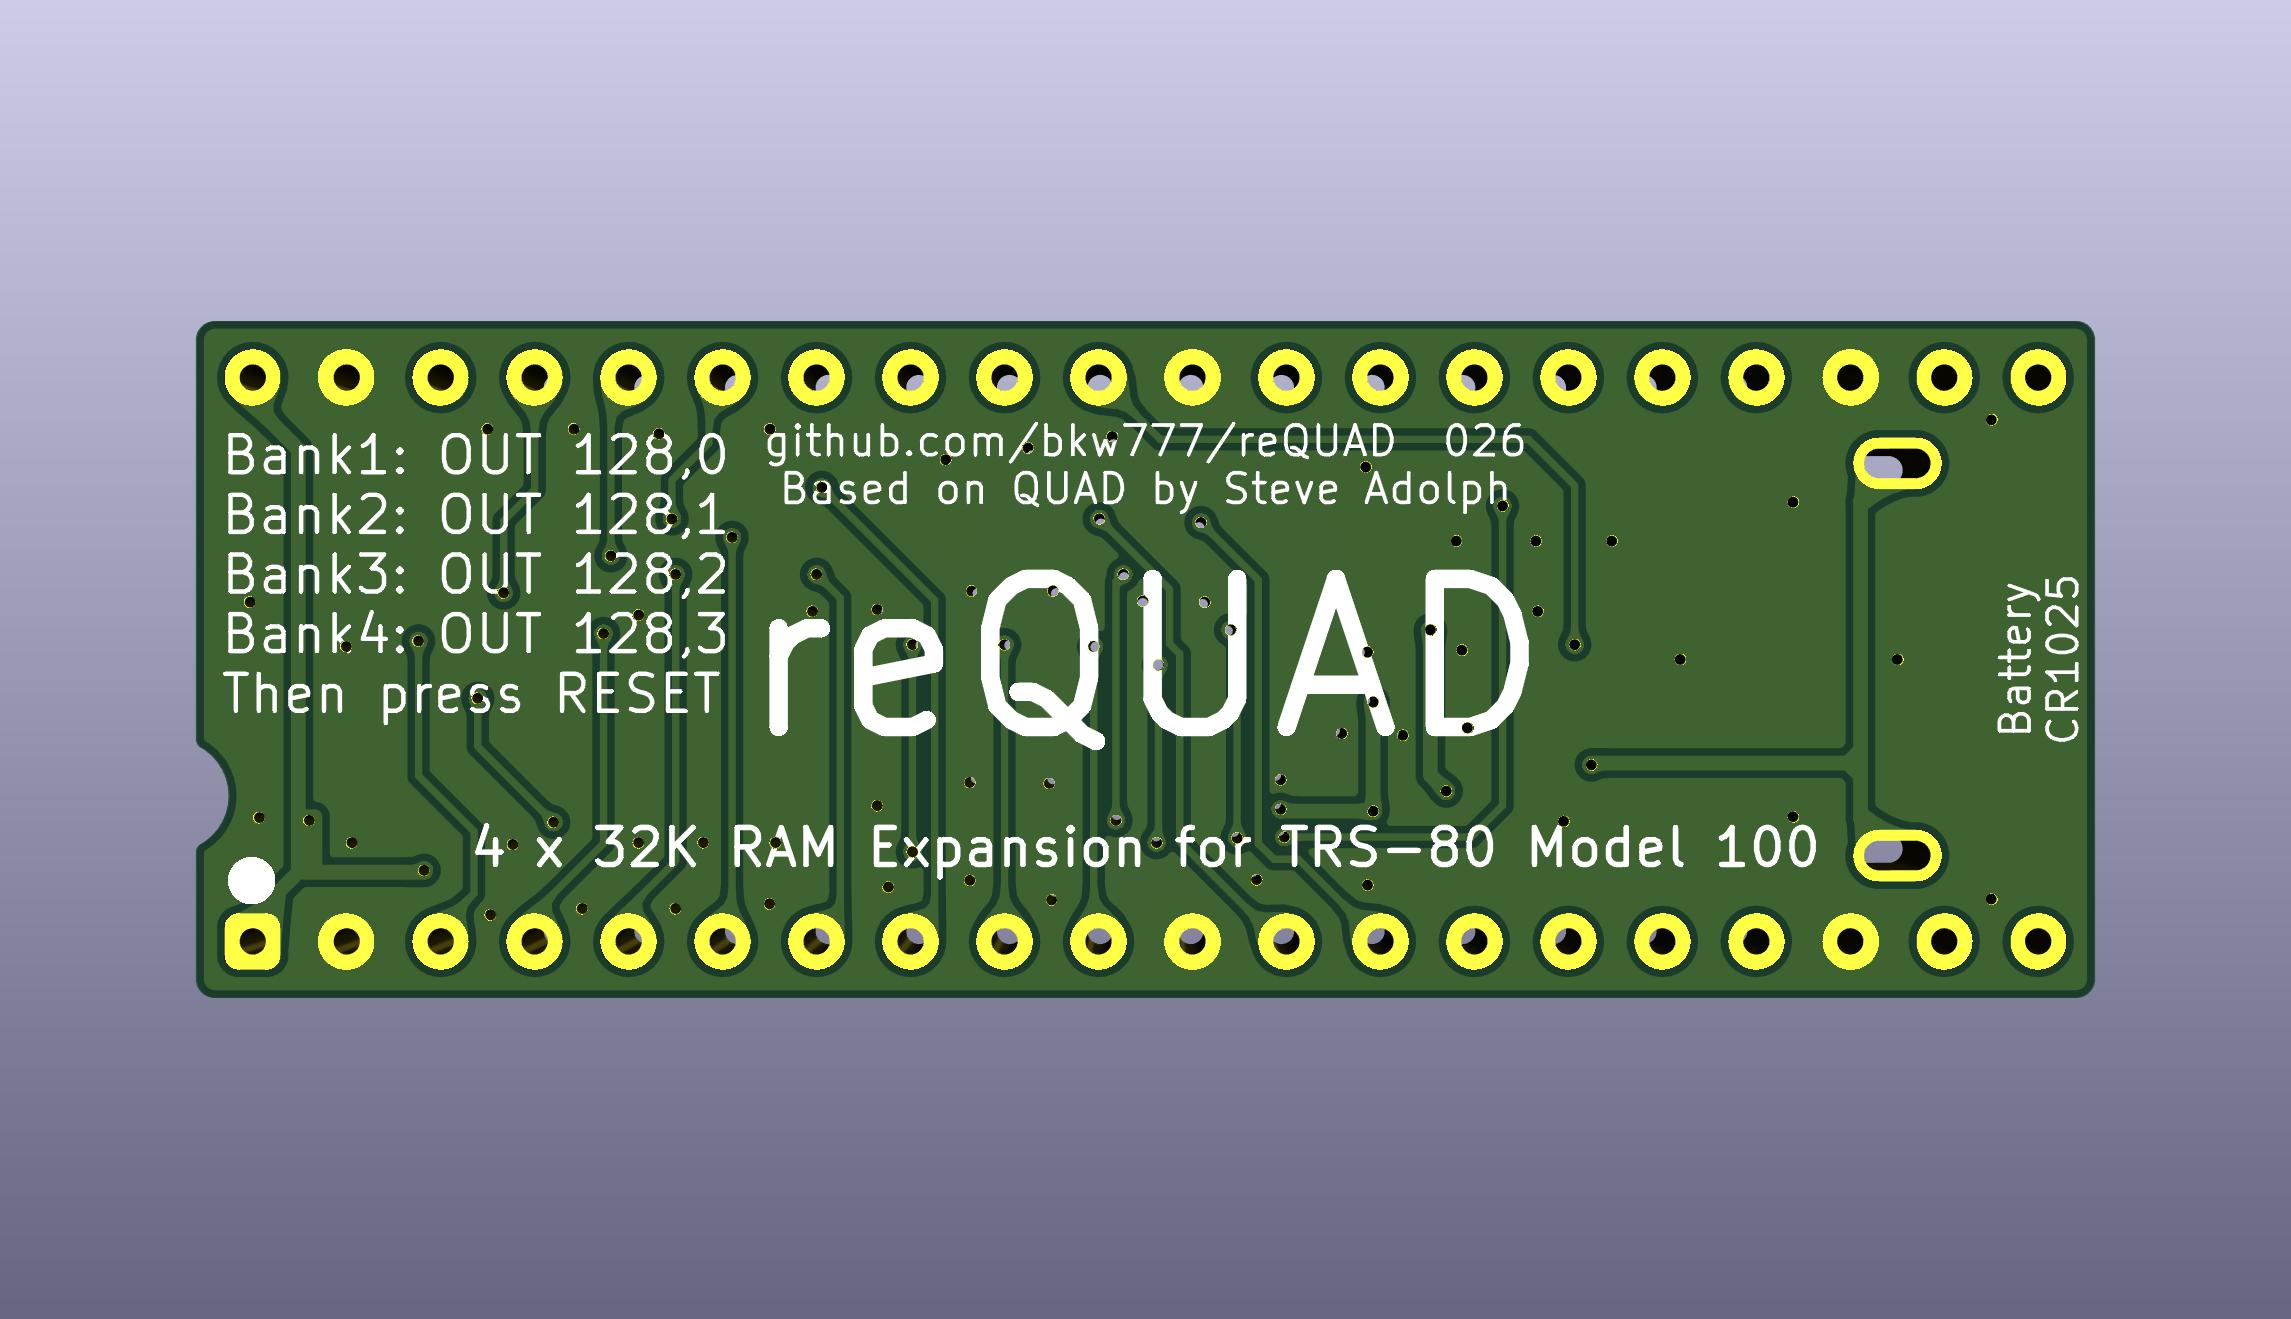 Bank1: OUT 128,0
Bank2: OUT 128,1
Bank3: OUT 128,2
Bank4: OUT 128,3
Then press RESET
github.com/bkw777/reQUAD 026
Based on QUAD by Steve Adolph
reQUAD
4 x 32K RAM Expansion for TRS-80 Model 100
Battery
CR1025